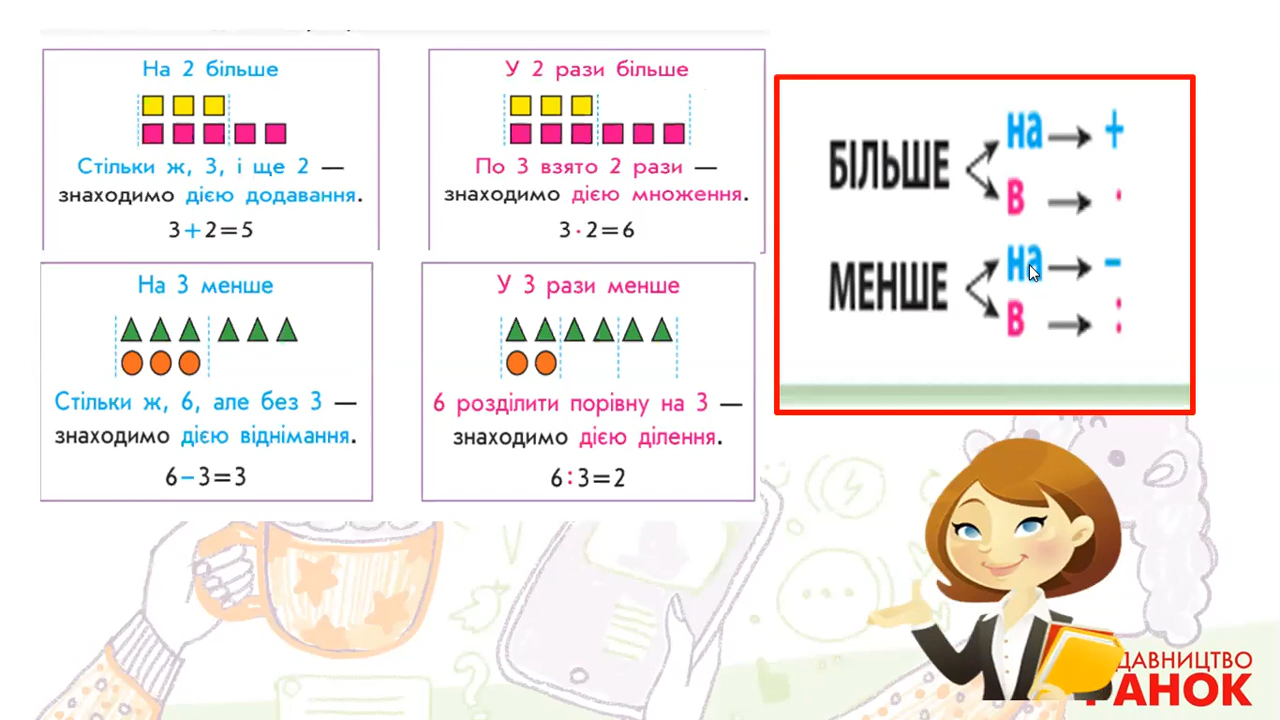 На 2 більше
Стільки ж, 3, і ще 2 —
знаходимо дією додавання.
3+2=5
У 2 рази більше
По 3 взято 2 рази —
знаходимо дією множення.
3·2=6
На 3 менше
Стільки ж, 6, але без 3 —
знаходимо дією віднімання.
6–3=3
У 3 рази менше
6 розділити порівну на 3 —
знаходимо дією ділення.
6:3=2
БІЛЬШЕ
на → +
в → ·
МЕНШЕ
на → –
в → :
ДАВНИЦТВО
АНОК